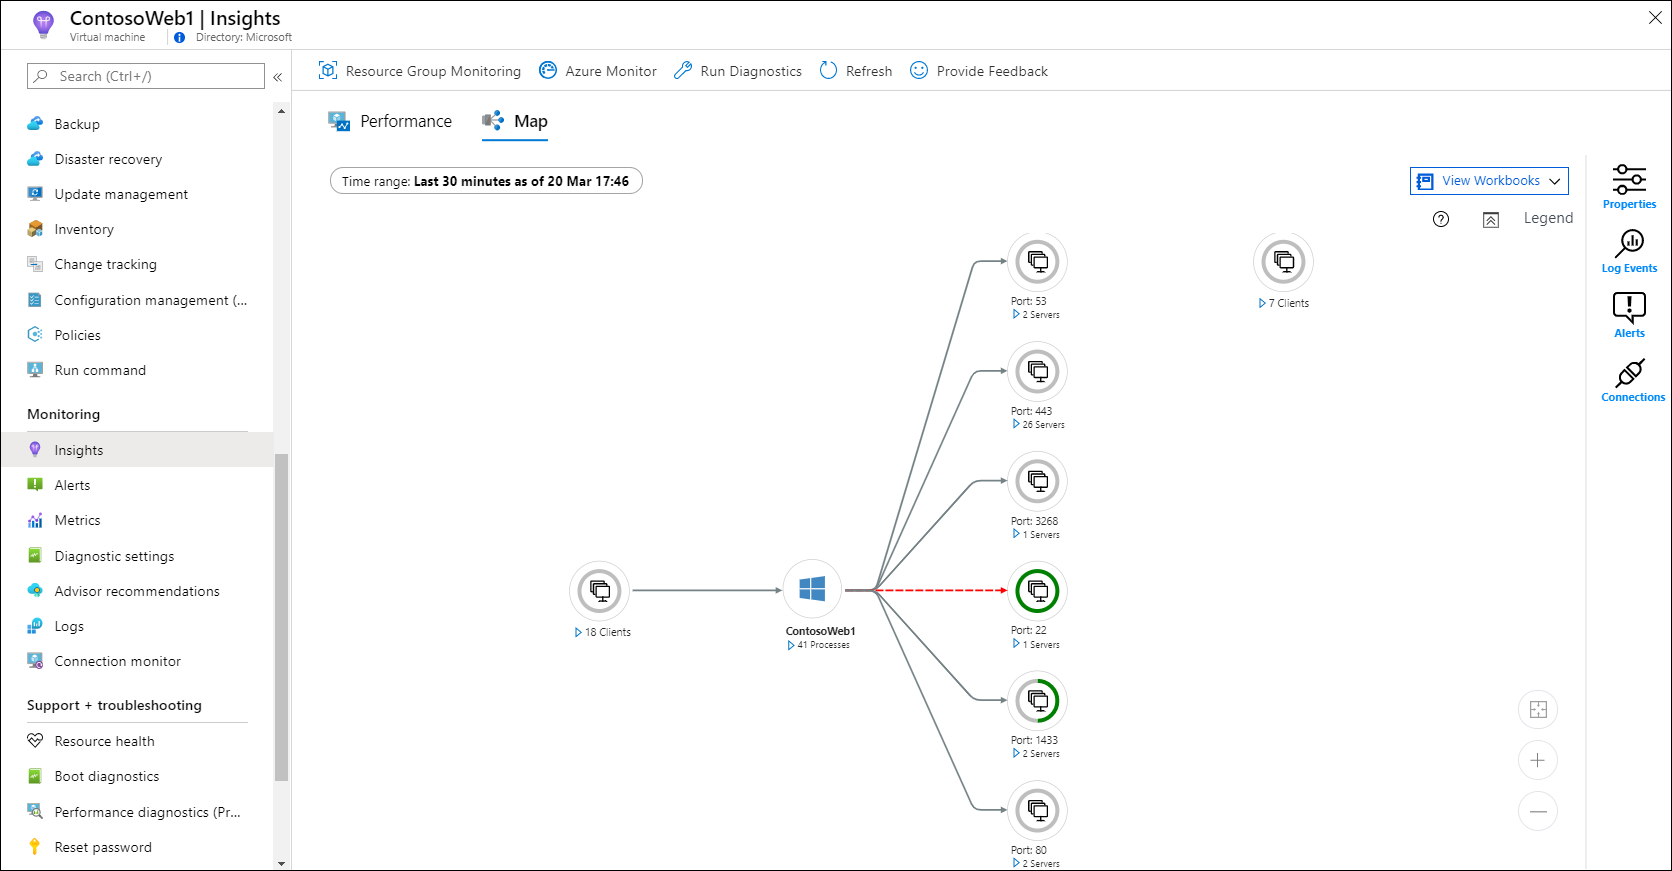 ContosoWeb1 | Insights
Virtual machine
Directory: Microsoft
Search (Ctrl+/)
«
Backup
Disaster recovery
Update management
Inventory
Change tracking
Configuration management (...
Policies
Run command
Monitoring
Insights
Alerts
Metrics
Diagnostic settings
Advisor recommendations
Logs
Connection monitor
Support + troubleshooting
Resource health
Boot diagnostics
Performance diagnostics (Pr...
Reset password
Resource Group Monitoring
Azure Monitor
Run Diagnostics
Refresh
Provide Feedback
Performance
Map
Time range: Last 30 minutes as of 20 Mar 17:46
View Workbooks
Legend
18 Clients
ContosoWeb1
41 Processes
Port: 53
2 Servers
Port: 443
26 Servers
Port: 3268
1 Servers
Port: 22
1 Servers
Port: 1433
2 Servers
Port: 80
2 Servers
7 Clients
Properties
Log Events
Alerts
Connections